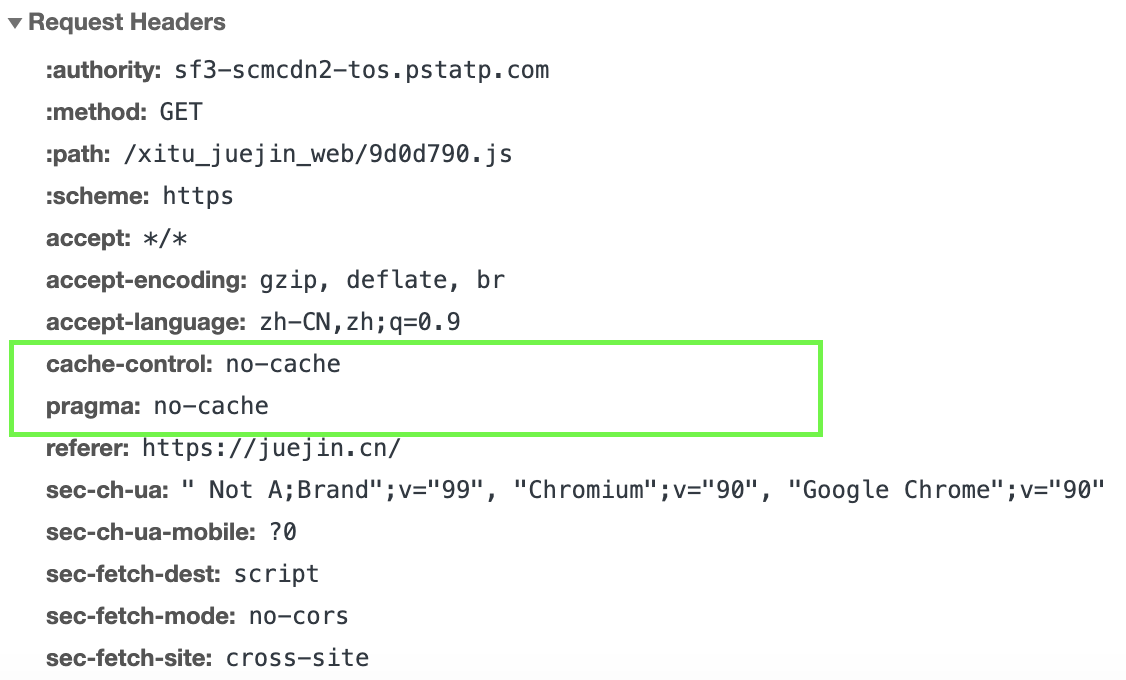 Request Headers
:authority: sf3-scmcdn2-tos.pstatp.com
:method: GET
:path: /xitu_juejin_web/9d0d790.js
:scheme: https
accept: */*
accept-encoding: gzip, deflate, br
accept-language: zh-CN,zh;q=0.9
cache-control: no-cache
pragma: no-cache
referer: https://juejin.cn/
sec-ch-ua: " Not A;Brand";v="99", "Chromium";v="90", "Google Chrome";v="90"
sec-ch-ua-mobile: ?0
sec-fetch-dest: script
sec-fetch-mode: no-cors
sec-fetch-site: cross-site